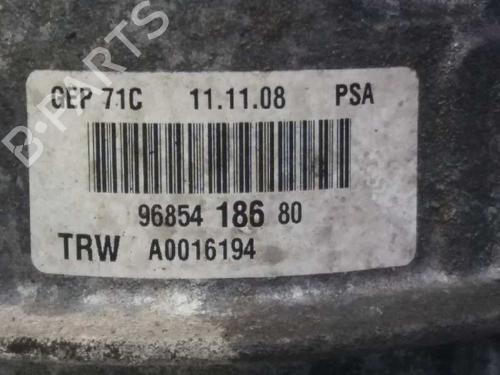 B-PARTS
GEP 71C 11.11.08 PSA
96854 186 80
TRW A0016194